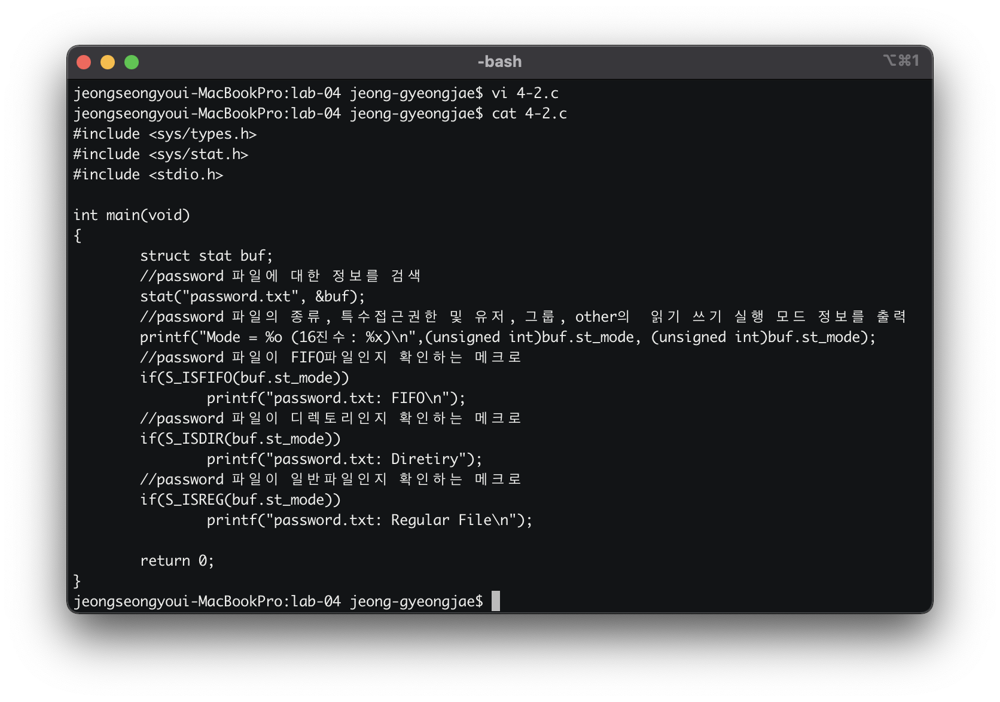 -bash
⌥⌘1
jeongseongyoui-MacBookPro:lab-04 jeong-gyeongjae$ vi 4-2.c
jeongseongyoui-MacBookPro:lab-04 jeong-gyeongjae$ cat 4-2.c
#include <sys/types.h>
#include <sys/stat.h>
#include <stdio.h>

int main(void)
{
        struct stat buf;
        //password 파일에 대한 정보를 검색
        stat("password.txt", &buf);
        //password 파일의 종류, 특수접근권한 및 유저, 그룹, other의  읽기 쓰기 실행 모드 정보를 출력
        printf("Mode = %o (16진수: %x)\n",(unsigned int)buf.st_mode, (unsigned int)buf.st_mode);
        //password 파일이 FIFO파일인지 확인하는 메크로
        if(S_ISFIFO(buf.st_mode))
                printf("password.txt: FIFO\n");
        //password 파일이 디렉토리인지 확인하는 메크로
        if(S_ISDIR(buf.st_mode))
                printf("password.txt: Diretiry");
        //password 파일이 일반파일인지 확인하는 메크로
        if(S_ISREG(buf.st_mode))
                printf("password.txt: Regular File\n");

        return 0;
}
jeongseongyoui-MacBookPro:lab-04 jeong-gyeongjae$